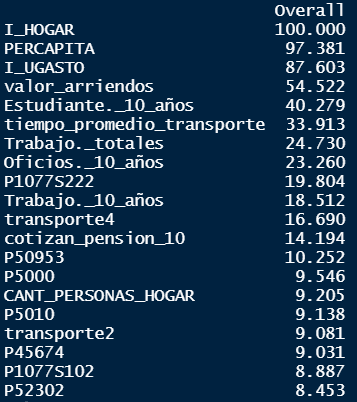 Overall
I_HOGAR 100.000
PERCAPITA 97.381
I_UGASTO 87.603
valor_arriendos 54.522
Estudiante._10_años 40.279
tiempo_promedio_transporte 33.913
Trabajo._totales 24.730
Oficios._10_años 23.260
P1077S222 19.804
Trabajo._10_años 18.512
transporte4 16.690
cotizan_pension_10 14.194
P50953 10.252
P5000 9.546
CANT_PERSONAS_HOGAR 9.205
P5010 9.138
transporte2 9.081
P45674 9.031
P1077S102 8.887
P52302 8.453